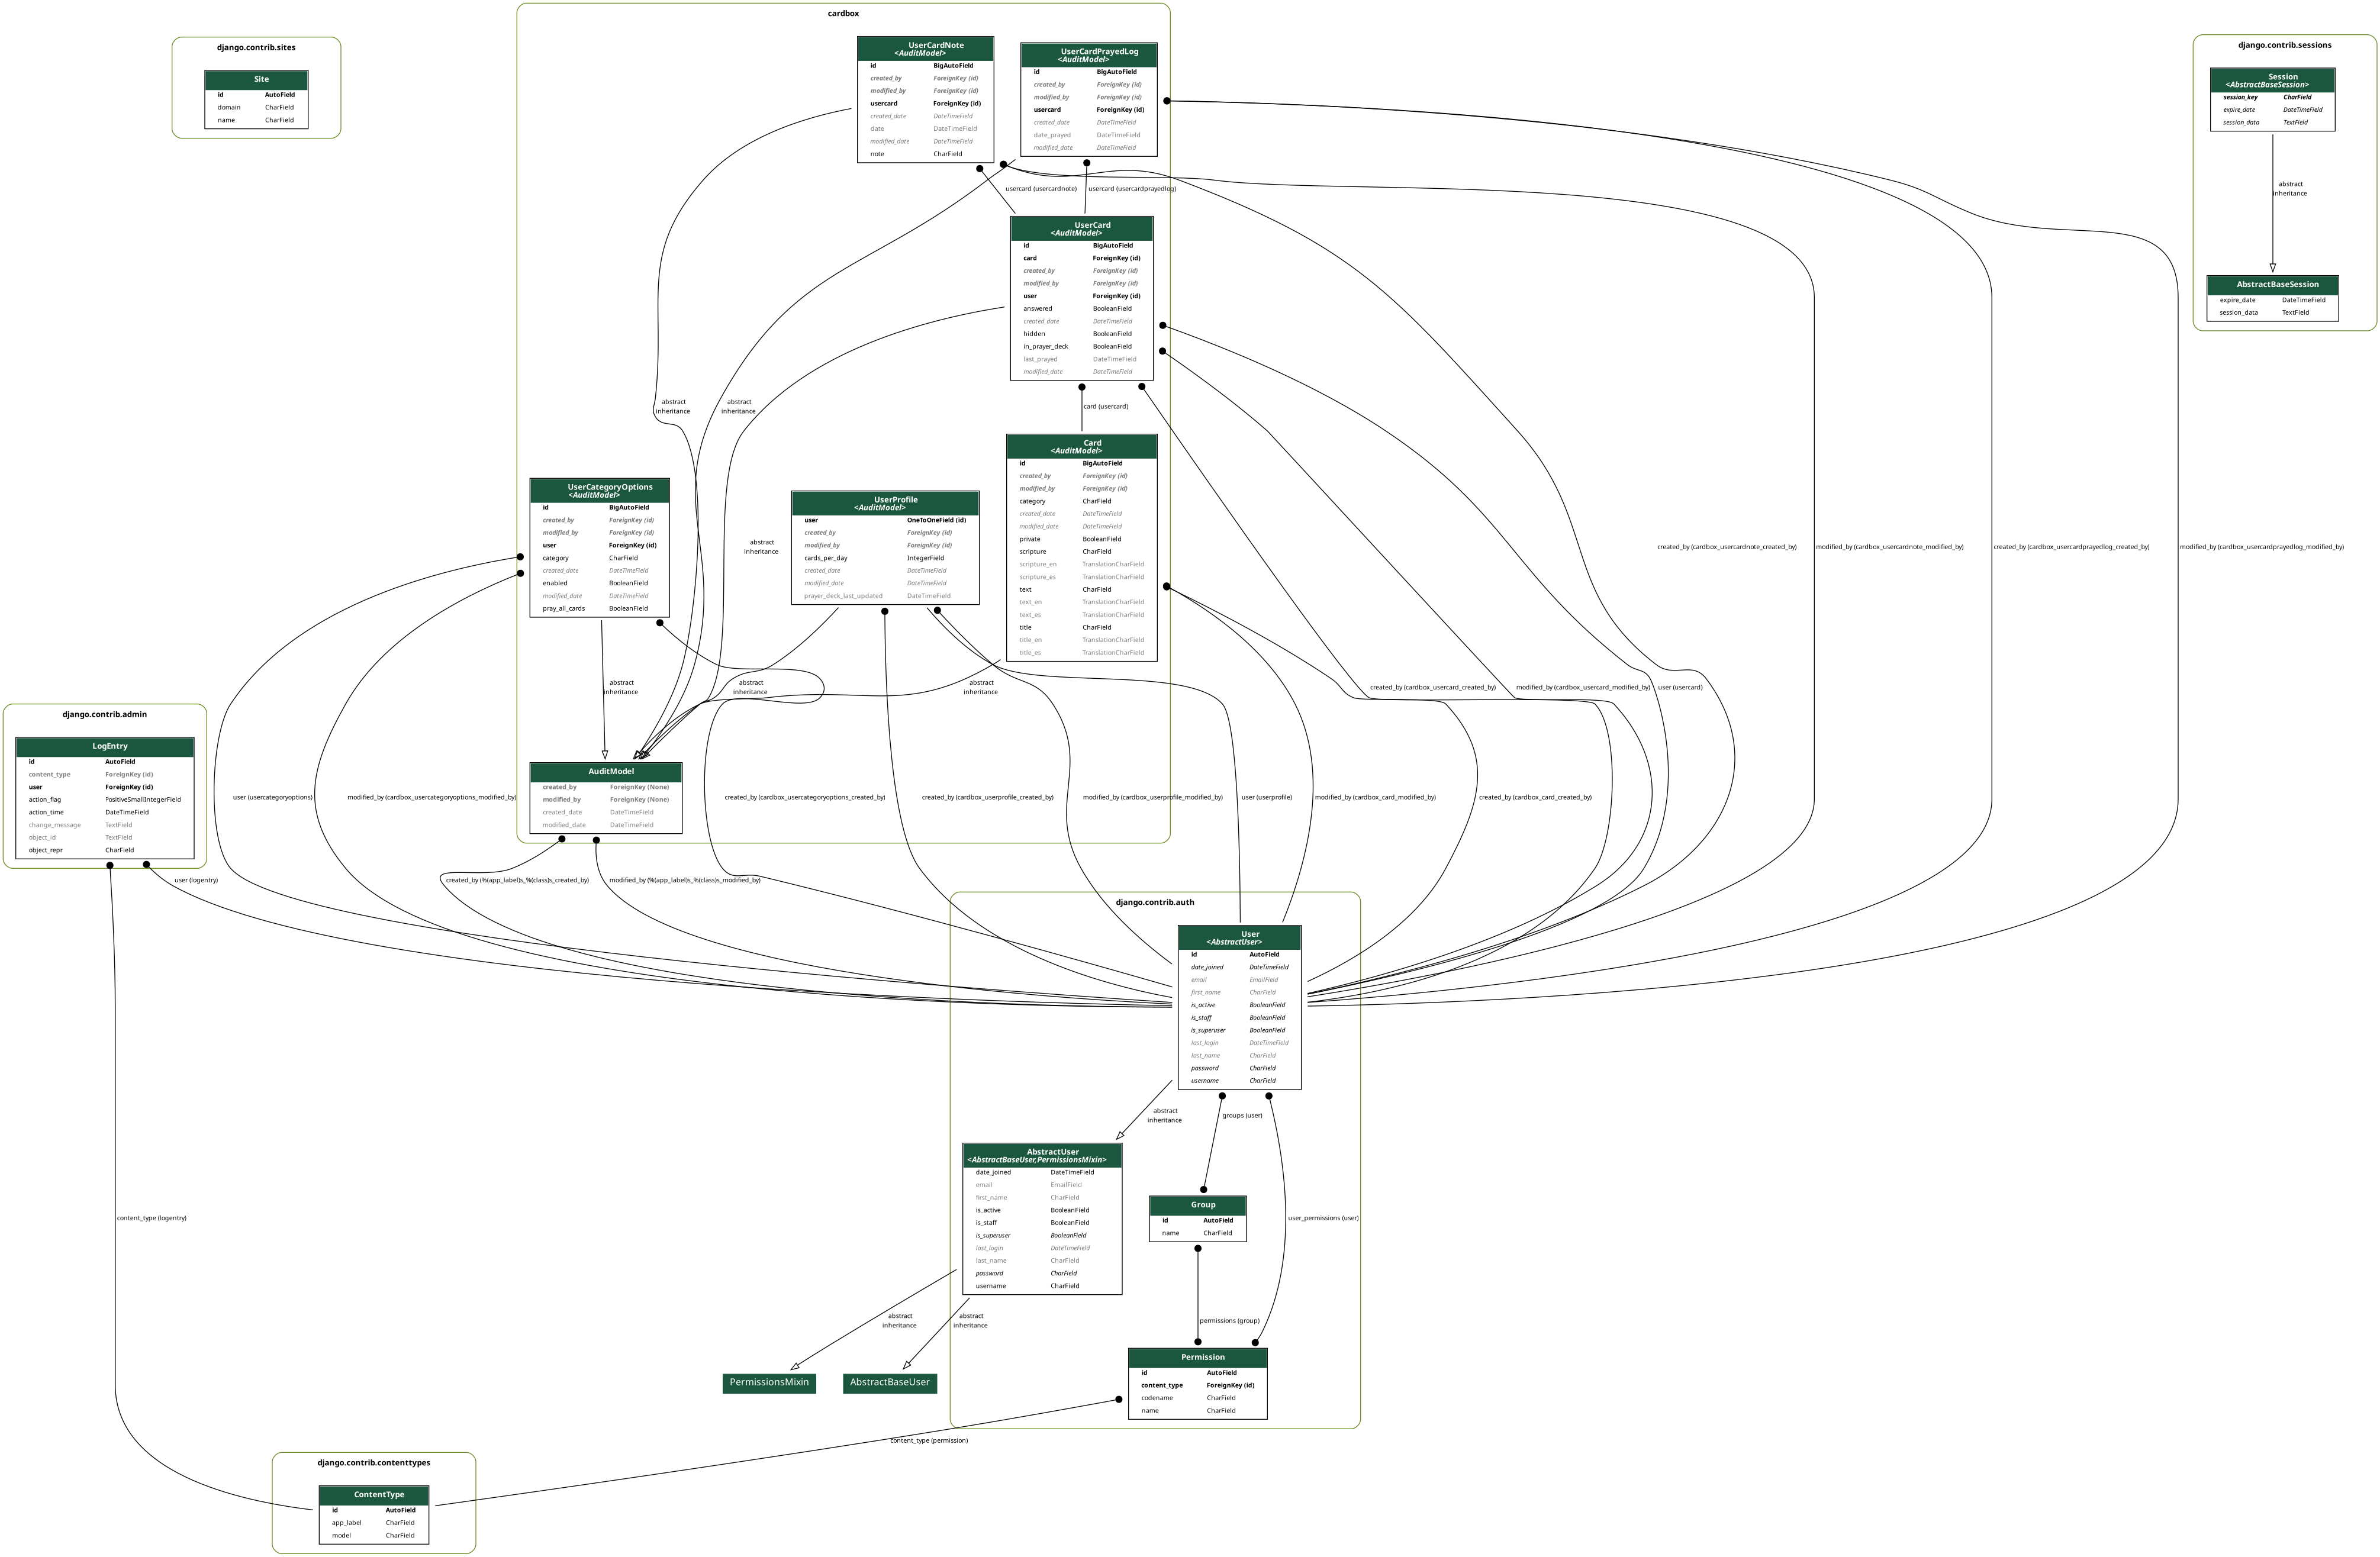 django.contrib.sites
Site
id AutoField
domain CharField
name CharField
cardbox
UserCardNote
<AuditModel>
id BigAutoField
created_by ForeignKey (id)
modified_by ForeignKey (id)
usercard ForeignKey (id)
created_date DateTimeField
date DateTimeField
modified_date DateTimeField
note CharField
UserCardPrayedLog
<AuditModel>
id BigAutoField
created_by ForeignKey (id)
modified_by ForeignKey (id)
usercard ForeignKey (id)
created_date DateTimeField
date_prayed DateTimeField
modified_date DateTimeField
django.contrib.sessions
Session
<AbstractBaseSession>
session_key CharField
expire_date DateTimeField
session_data TextField
abstract
inheritance
AbstractBaseSession
expire_date DateTimeField
session_data TextField
usercard (usercardnote)
usercard (usercardprayedlog)
UserCard
<AuditModel>
id BigAutoField
card ForeignKey (id)
created_by ForeignKey (id)
modified_by ForeignKey (id)
user ForeignKey (id)
answered BooleanField
created_date DateTimeField
hidden BooleanField
in_prayer_deck BooleanField
last_prayed DateTimeField
modified_date DateTimeField
abstract
inheritance
abstract
inheritance
card (usercard)
Card
<AuditModel>
id BigAutoField
created_by ForeignKey (id)
modified_by ForeignKey (id)
category CharField
created_date DateTimeField
modified_date DateTimeField
private BooleanField
scripture CharField
scripture_en TranslationCharField
scripture_es TranslationCharField
text CharField
text_en TranslationCharField
text_es TranslationCharField
title CharField
title_en TranslationCharField
title_es TranslationCharField
UserCategoryOptions
<AuditModel>
id BigAutoField
created_by ForeignKey (id)
modified_by ForeignKey (id)
user ForeignKey (id)
category CharField
created_date DateTimeField
enabled BooleanField
modified_date DateTimeField
pray_all_cards BooleanField
abstract
inheritance
UserProfile
<AuditModel>
user OneToOneField (id)
created_by ForeignKey (id)
modified_by ForeignKey (id)
cards_per_day IntegerField
created_date DateTimeField
modified_date DateTimeField
prayer_deck_last_updated DateTimeField
created_by (cardbox_usercardnote_created_by)
modified_by (cardbox_usercardnote_modified_by)
created_by (cardbox_usercardprayedlog_created_by)
modified_by (cardbox_usercardprayedlog_modified_by)
abstract
inheritance
abstract
inheritance
abstract
inheritance
created_by (cardbox_usercard_created_by)
modified_by (cardbox_usercard_modified_by)
user (usercard)
django.contrib.admin
LogEntry
id AutoField
content_type ForeignKey (id)
user ForeignKey (id)
action_flag PositiveSmallIntegerField
action_time DateTimeField
change_message TextField
object_id TextField
object_repr CharField
user (usercategoryoptions)
modified_by (cardbox_usercategoryoptions_modified_by)
AuditModel
created_by ForeignKey (None)
modified_by ForeignKey (None)
created_date DateTimeField
modified_date DateTimeField
created_by (cardbox_usercategoryoptions_created_by)
created_by (cardbox_userprofile_created_by)
modified_by (cardbox_userprofile_modified_by)
user (userprofile)
modified_by (cardbox_card_modified_by)
created_by (cardbox_card_created_by)
user (logentry)
created_by (%(app_label)s_%(class)s_created_by)
modified_by (%(app_label)s_%(class)s_modified_by)
django.contrib.auth
User
<AbstractUser>
id AutoField
date_joined DateTimeField
email EmailField
first_name CharField
is_active BooleanField
is_staff BooleanField
is_superuser BooleanField
last_login DateTimeField
last_name CharField
password CharField
username CharField
abstract
inheritance
groups (user)
AbstractUser
<AbstractBaseUser,PermissionsMixin>
date_joined DateTimeField
email EmailField
first_name CharField
is_active BooleanField
is_staff BooleanField
is_superuser BooleanField
last_login DateTimeField
last_name CharField
password CharField
username CharField
Group
id AutoField
name CharField
content_type (logentry)
user_permissions (user)
abstract
inheritance
abstract
inheritance
permissions (group)
PermissionsMixin
AbstractBaseUser
Permission
id AutoField
content_type ForeignKey (id)
codename CharField
name CharField
content_type (permission)
django.contrib.contenttypes
ContentType
id AutoField
app_label CharField
model CharField